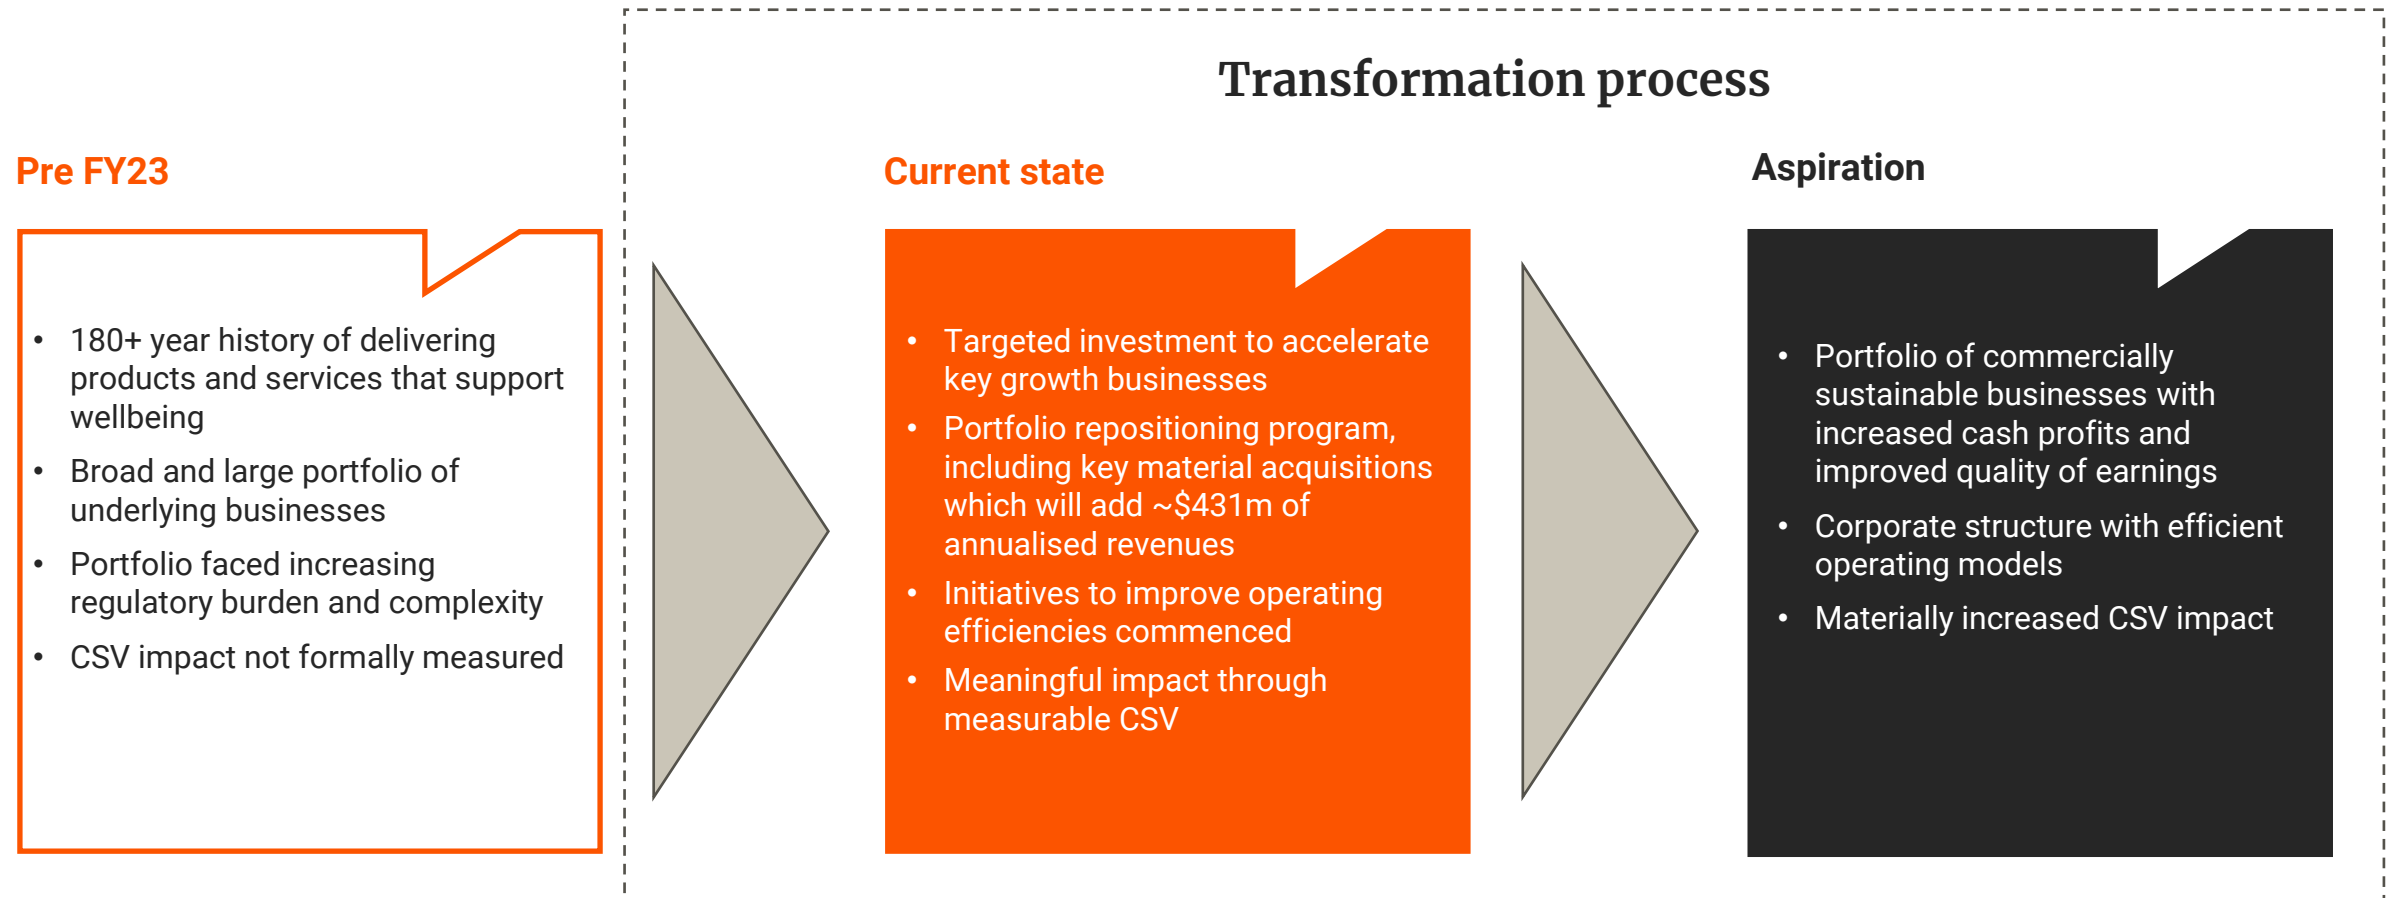 Transformation process
Pre FY23
• 180+ year history of delivering
products and services that support
wellbeing
• Broad and large portfolio of
underlying businesses
• Portfolio faced increasing
regulatory burden and complexity
• CSV impact not formally measured
Current state
• Targeted investment to accelerate
key growth businesses
• Portfolio repositioning program,
including key material acquisitions
which will add ~$431m of
annualised revenues
• Initiatives to improve operating
efficiencies commenced
• Meaningful impact through
measurable CSV
Aspiration
• Portfolio of commercially
sustainable businesses with
increased cash profits and
improved quality of earnings
• Corporate structure with efficient
operating models
• Materially increased CSV impact